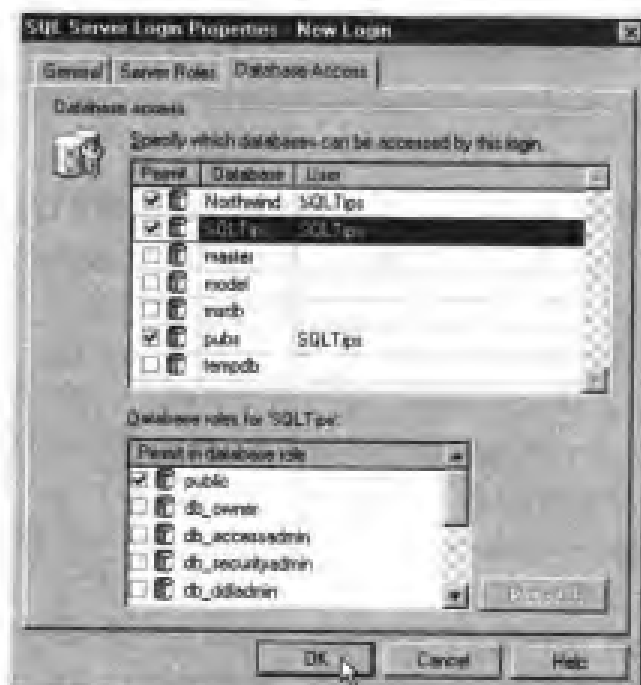 SQL Server Login Properties - New Login
General Server Roles Database Access
Database access
Specify which databases can be accessed by this login.
Permit Database User
Northwind SQLTips
SQLTips SQLTips
master
model
msdb
pubs SQLTips
tempdb
Database roles for 'SQLTips':
Permit in database role
public
db_owner
db_accessadmin
db_securityadmin
db_ddladmin
OK Cancel Help